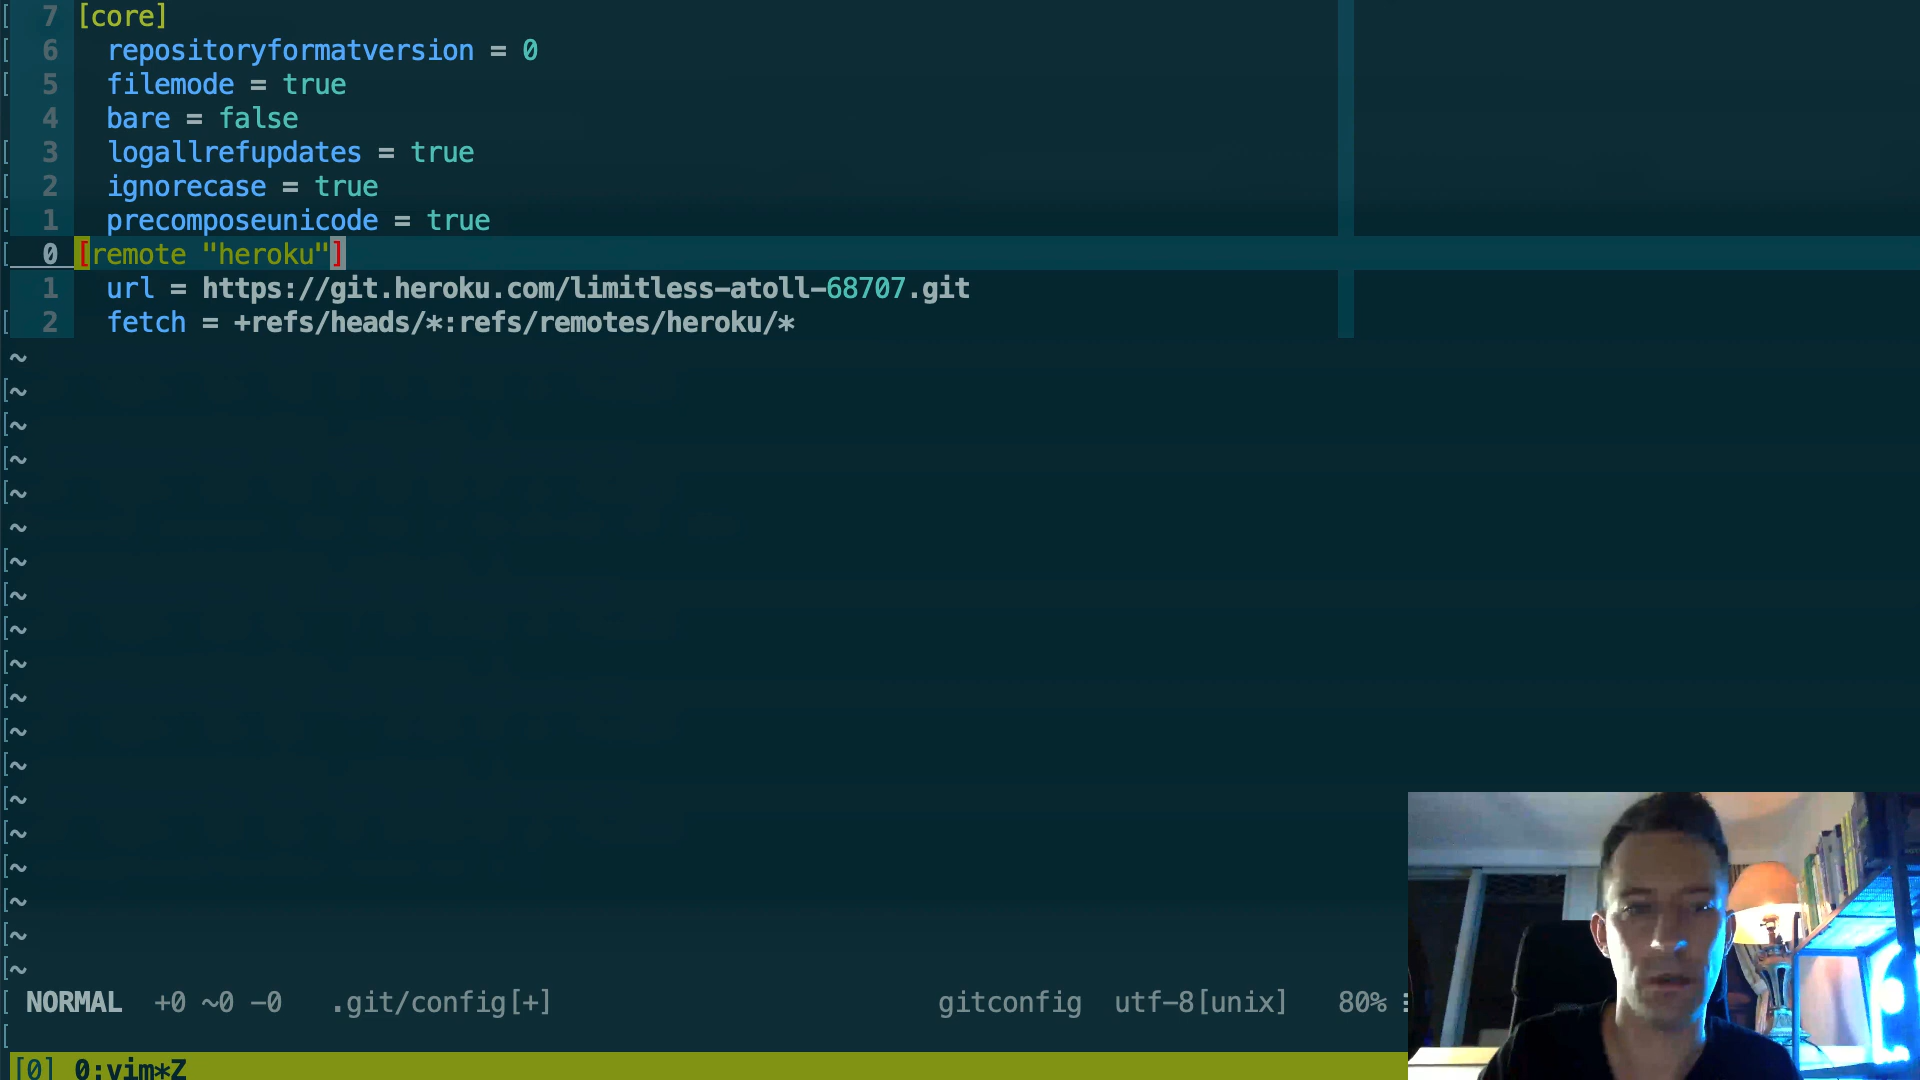 7 [core]
6 repositoryformatversion = 0
5 filemode = true
4 bare = false
3 logallrefupdates = true
2 ignorecase = true
1 precomposeunicode = true
0 [remote "heroku"]
1 url = https://git.heroku.com/limitless-atoll-68707.git
2 fetch = +refs/heads/*:refs/remotes/heroku/*
~
[~
[~
[~
[~
~
[~
[~
[~
[~
[~
[~
[~
[~
[~
[~
[~
[~
[~
[ NORMAL +0 ~0 -0 .git/config[+] gitconfig utf-8[unix] 80%
[
[0] 0:vim*Z